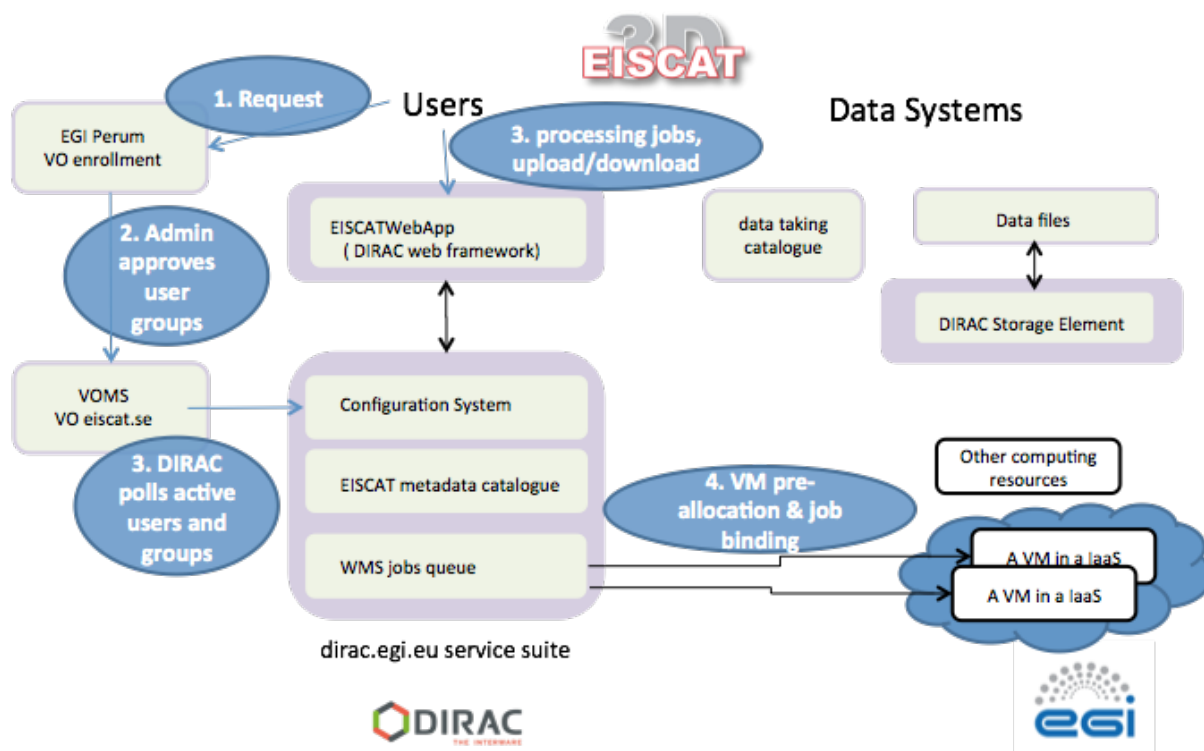 3D
EISCAT
1. Request
Users
Data Systems
EGI Perum
VO enrollment
3. processing jobs,
upload/download
2. Admin
approves
user
groups
EISCATWebApp
( DIRAC web framework)
data taking
catalogue
Data files
DIRAC Storage Element
VOMS
VO eiscat.se
Configuration System
3. DIRAC
polls active
users and
groups
EISCAT metadata catalogue
4. VM pre-
allocation & job
binding
Other computing
resources
WMS jobs queue
A VM in a IaaS
A VM in a IaaS
dirac.egi.eu service suite
DIRAC
THE INTERWARE
egi